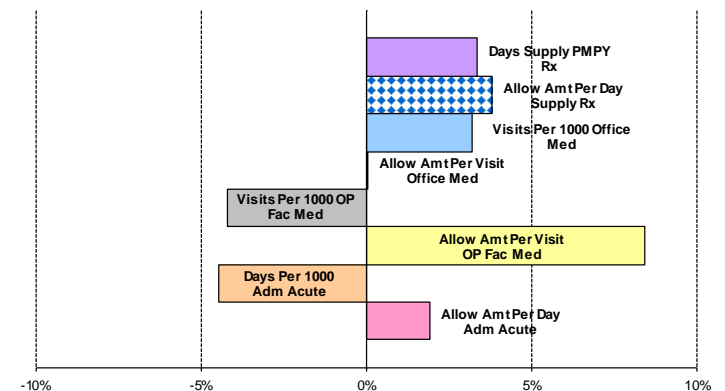 Days Supply PMPY
Rx
Allow Amt Per Day
Supply Rx
Visits Per 1000 Office
Med
Allow Amt Per Visit
Office Med
Visits Per 1000 OP
Fac Med
Allow Amt Per Visit
OP Fac Med
Days Per 1000
Adm Acute
Allow Amt Per Day
Adm Acute
-10% -5% 0% 5% 10%